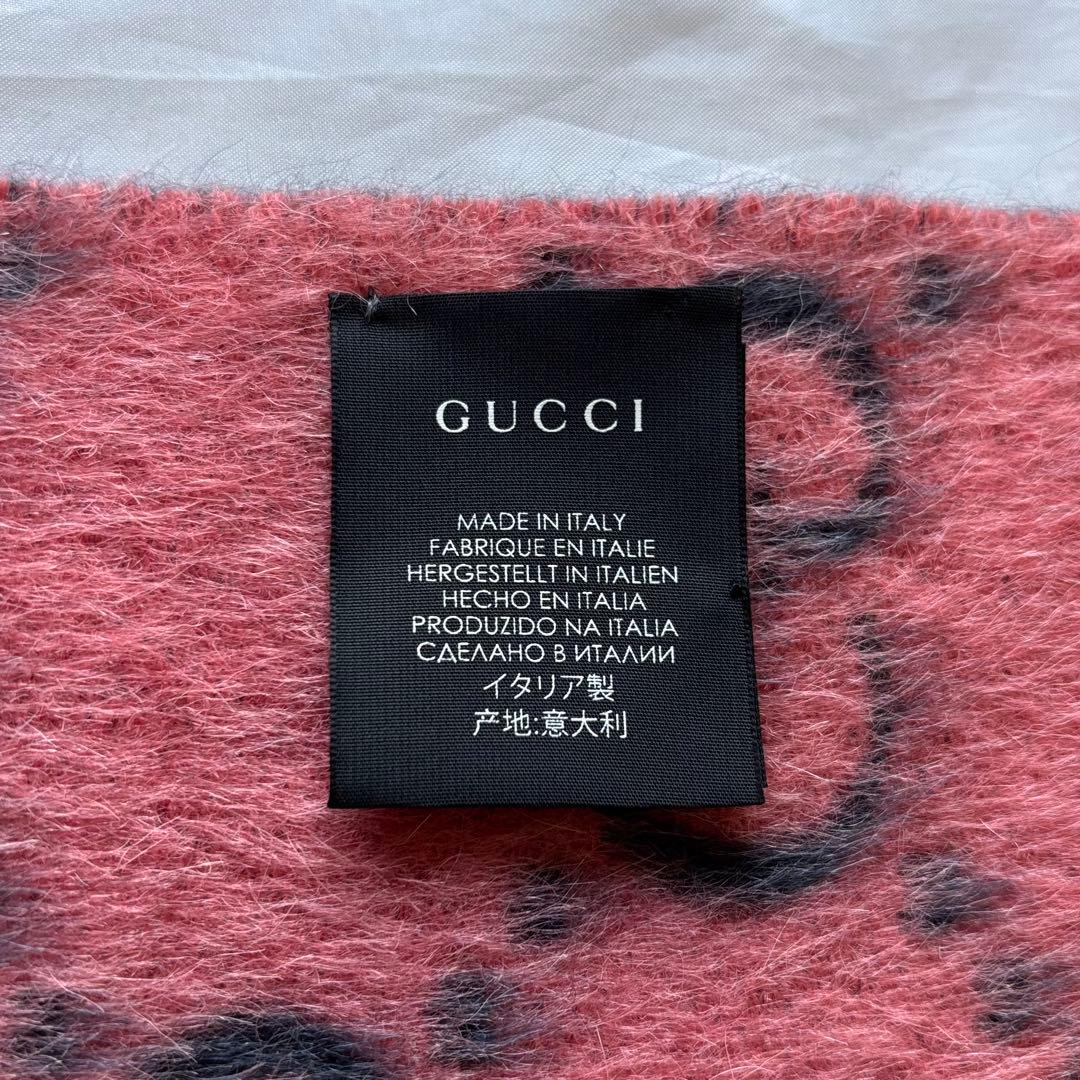 GUCCI
MADE IN ITALY
FABRIQUE EN ITALIE
HERGESTELLT IN ITALIEN
HECHO EN ITALIA
PRODUZIDO NA ITALIA
СДЕЛАНО В ИТАЛИИ
イタリア製
产地:意大利